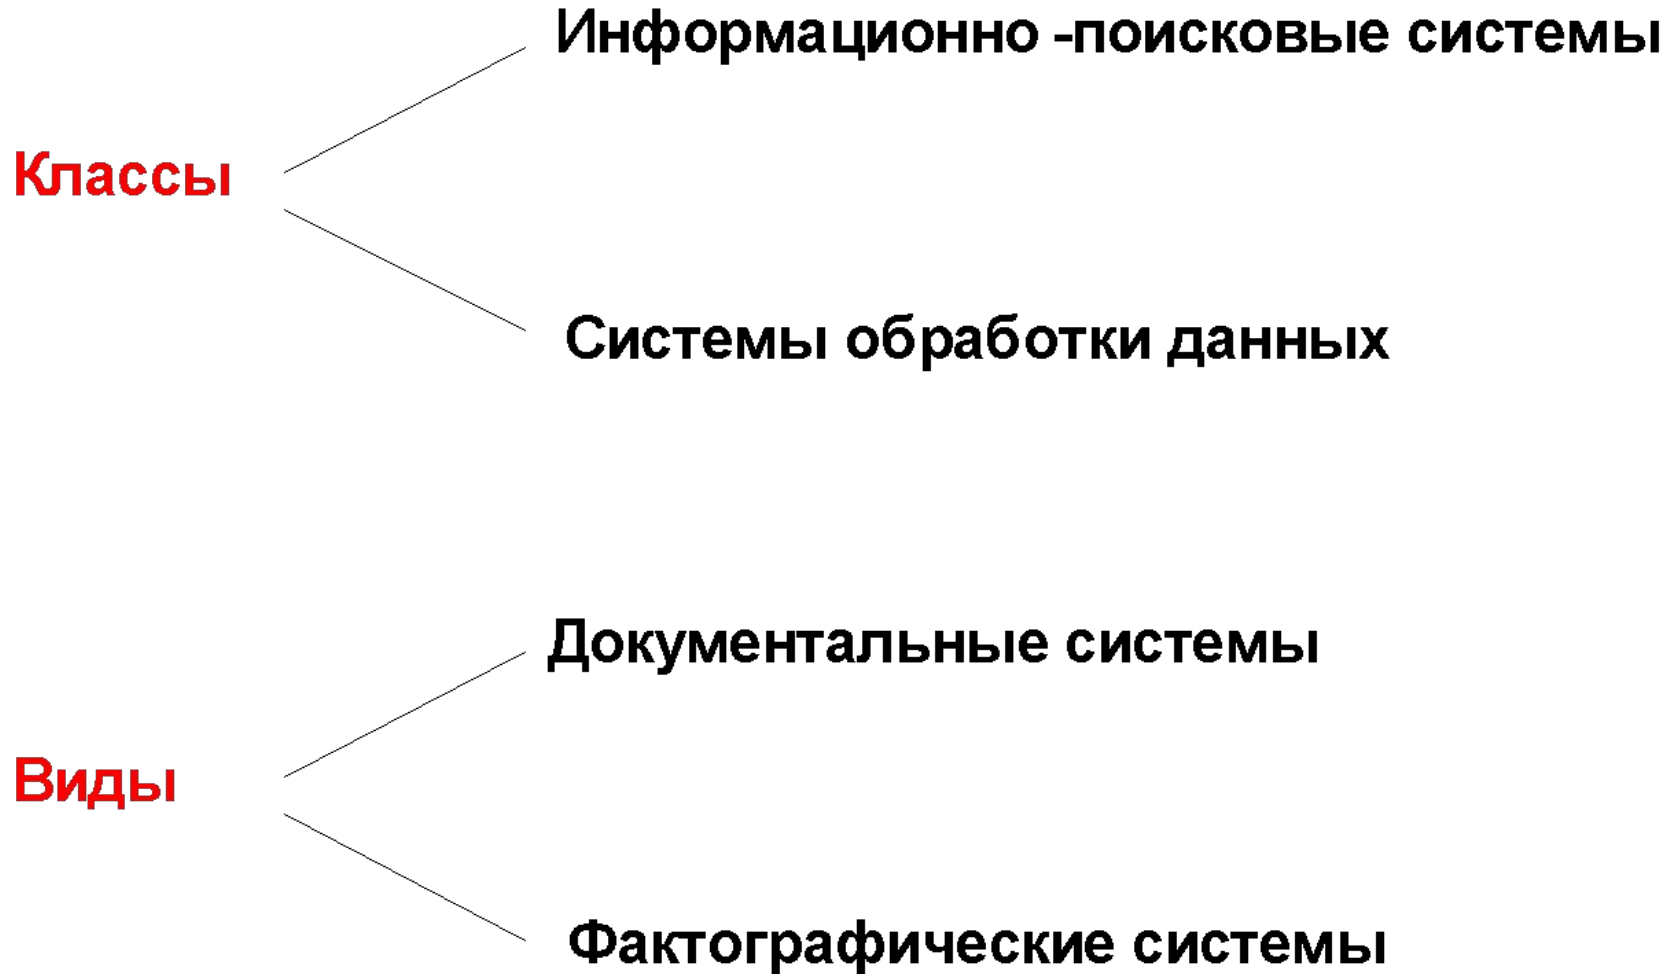 Информационно -поисковые системы
Классы
Системы обработки данных
Документальные системы
Виды
Фактографические системы